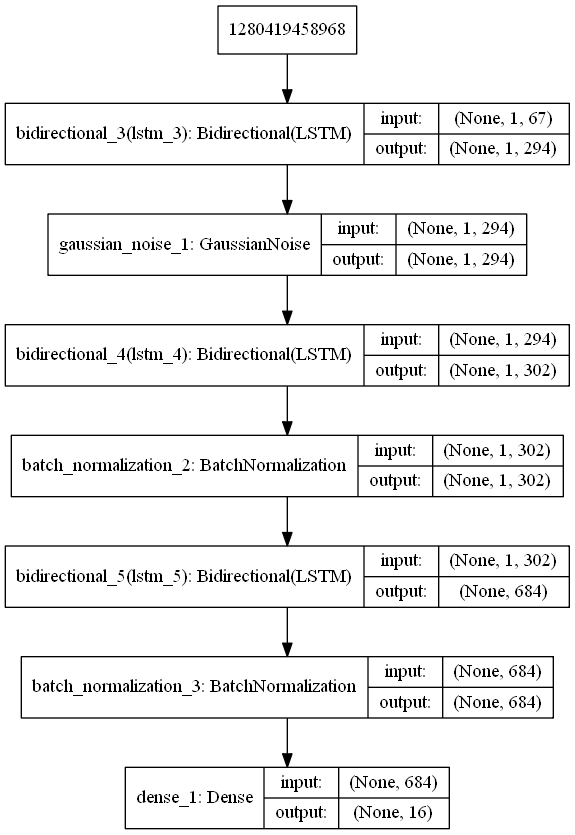 1280419458968
bidirectional_3(lstm_3): Bidirectional(LSTM)
input: (None, 1, 67)
output: (None, 1, 294)
gaussian_noise_1: GaussianNoise
input: (None, 1, 294)
output: (None, 1, 294)
bidirectional_4(lstm_4): Bidirectional(LSTM)
input: (None, 1, 294)
output: (None, 1, 302)
batch_normalization_2: BatchNormalization
input: (None, 1, 302)
output: (None, 1, 302)
bidirectional_5(lstm_5): Bidirectional(LSTM)
input: (None, 1, 302)
output: (None, 684)
batch_normalization_3: BatchNormalization
input: (None, 684)
output: (None, 684)
dense_1: Dense
input: (None, 684)
output: (None, 16)